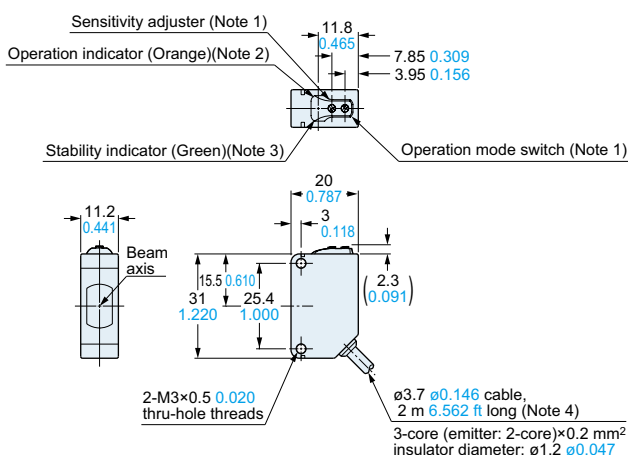 Sensitivity adjuster (Note 1)
11.8
0.465
Operation indicator (Orange)(Note 2)
7.85 0.309
3.95 0.156
Stability indicator (Green)(Note 3)
Operation mode switch (Note 1)
20
0.787
11.2
0.441
3
0.118
Beam
axis
15.5 0.610
2.3
(0.091)
31
1.220
25.4
1.000
2-M3×0.5 0.020
thru-hole threads
ø3.7 ø0.146 cable,
2 m 6.562 ft long (Note 4)
3-core (emitter: 2-core)×0.2 mm²
insulator diameter: ø1.2 ø0.047